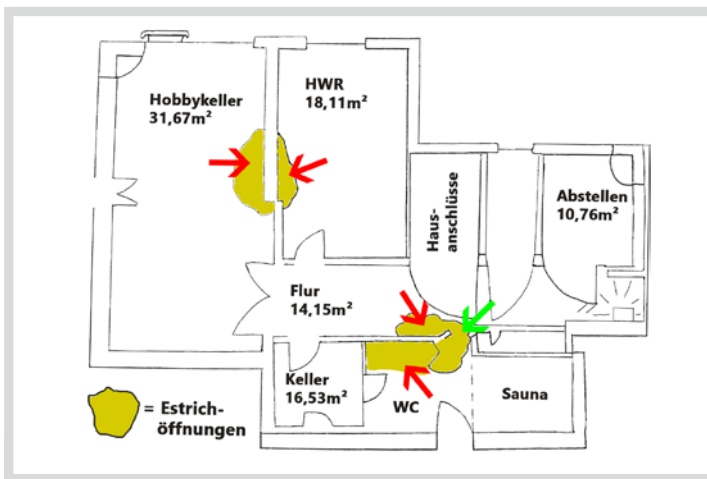 Hobbykeller
31,67m²
HWR
18,11m²
Haus-
anschlüsse
Abstellen
10,76m²
Flur
14,15m²
Keller
16,53m²
WC
Sauna
= Estrich-
öffnungen